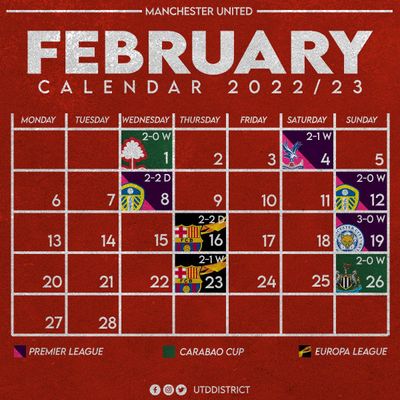 MANCHESTER UNITED
FEBRUARY
CALENDAR 2022/23
MONDAY TUESDAY WEDNESDAY THURSDAY FRIDAY SATURDAY SUNDAY
2-0 W 2-1 W
1 2 3 4 5
2-2 D 2-0 W
6 7 8 9 10 11 12
2-2 D 3-0 W
13 14 15 16 17 18 19
2-1 W 2-0 W
20 21 22 23 24 25 26
27 28
PREMIER LEAGUE CARABAO CUP EUROPA LEAGUE
UTDDISTRICT